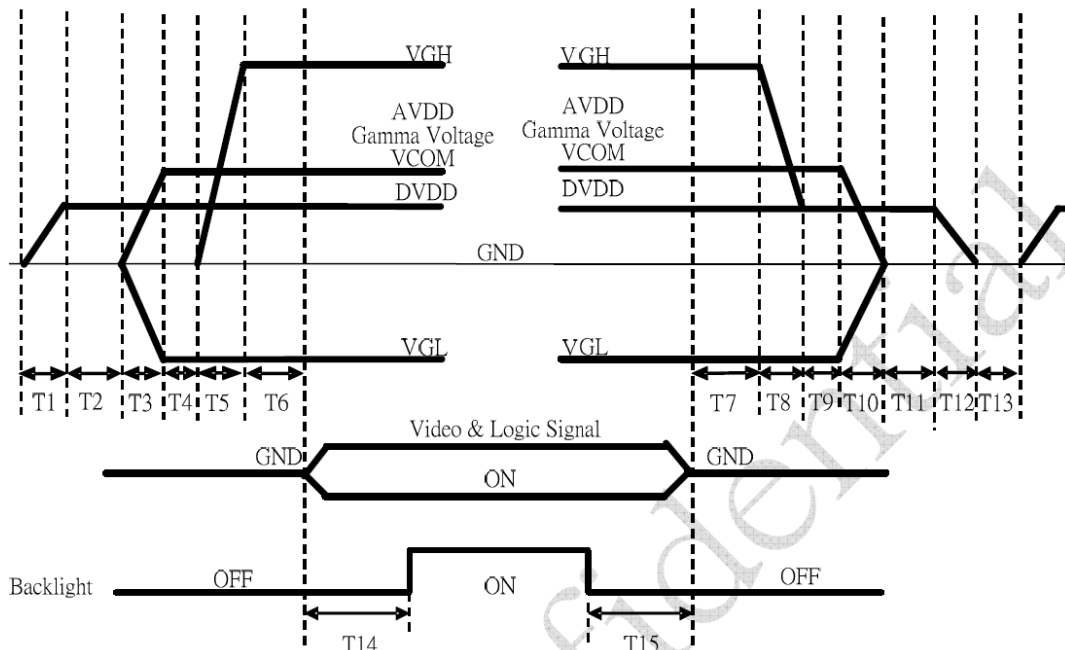 VGH
VGH
AVDD
Gamma Voltage
VCOM
DVDD
AVDD
Gamma Voltage
VCOM
DVDD
GND
VGL
VGL
T1 T2 T3 T4 T5 T6
T7 T8 T9 T10 T11 T12 T13
Video & Logic Signal
GND
ON
GND
Backlight
OFF
ON
OFF
T14
T15